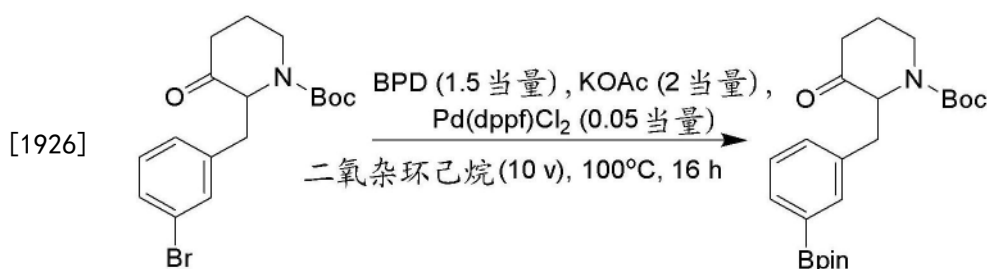 [1926]
O
N
Boc
Br
BPD (1.5 当量) , KOAc (2 当量) ,
Pd(dppf)Cl2 (0.05 当量)
二氧杂环己烷 (10 v), 100ºC, 16 h
O
N
Boc
Bpin